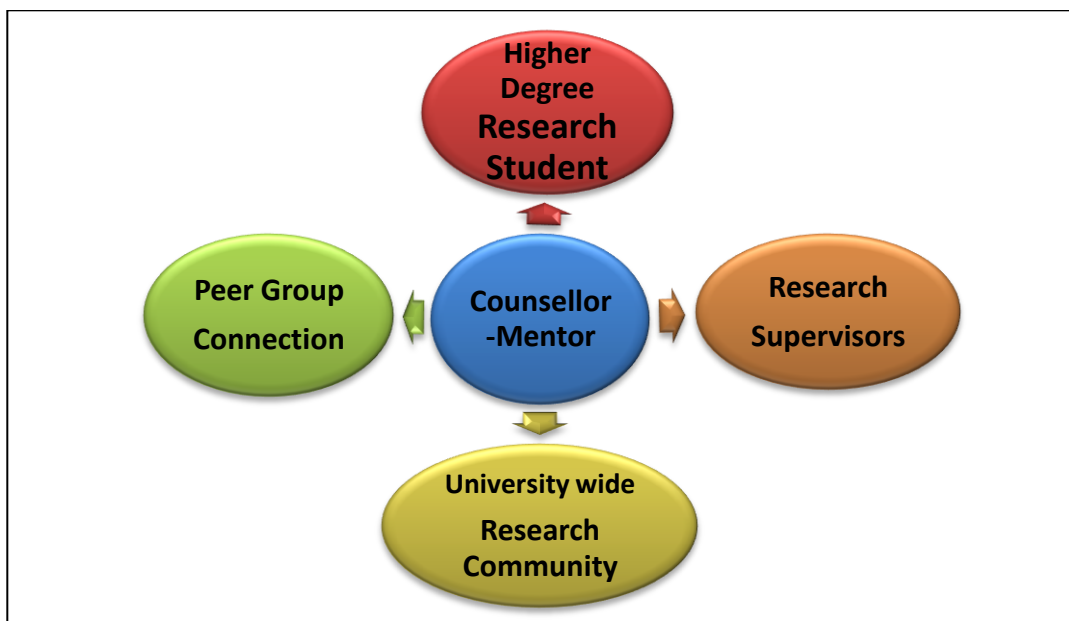 Higher
Degree
Research
Student
Peer Group
Connection
Counsellor
-Mentor
Research
Supervisors
University wide
Research
Community